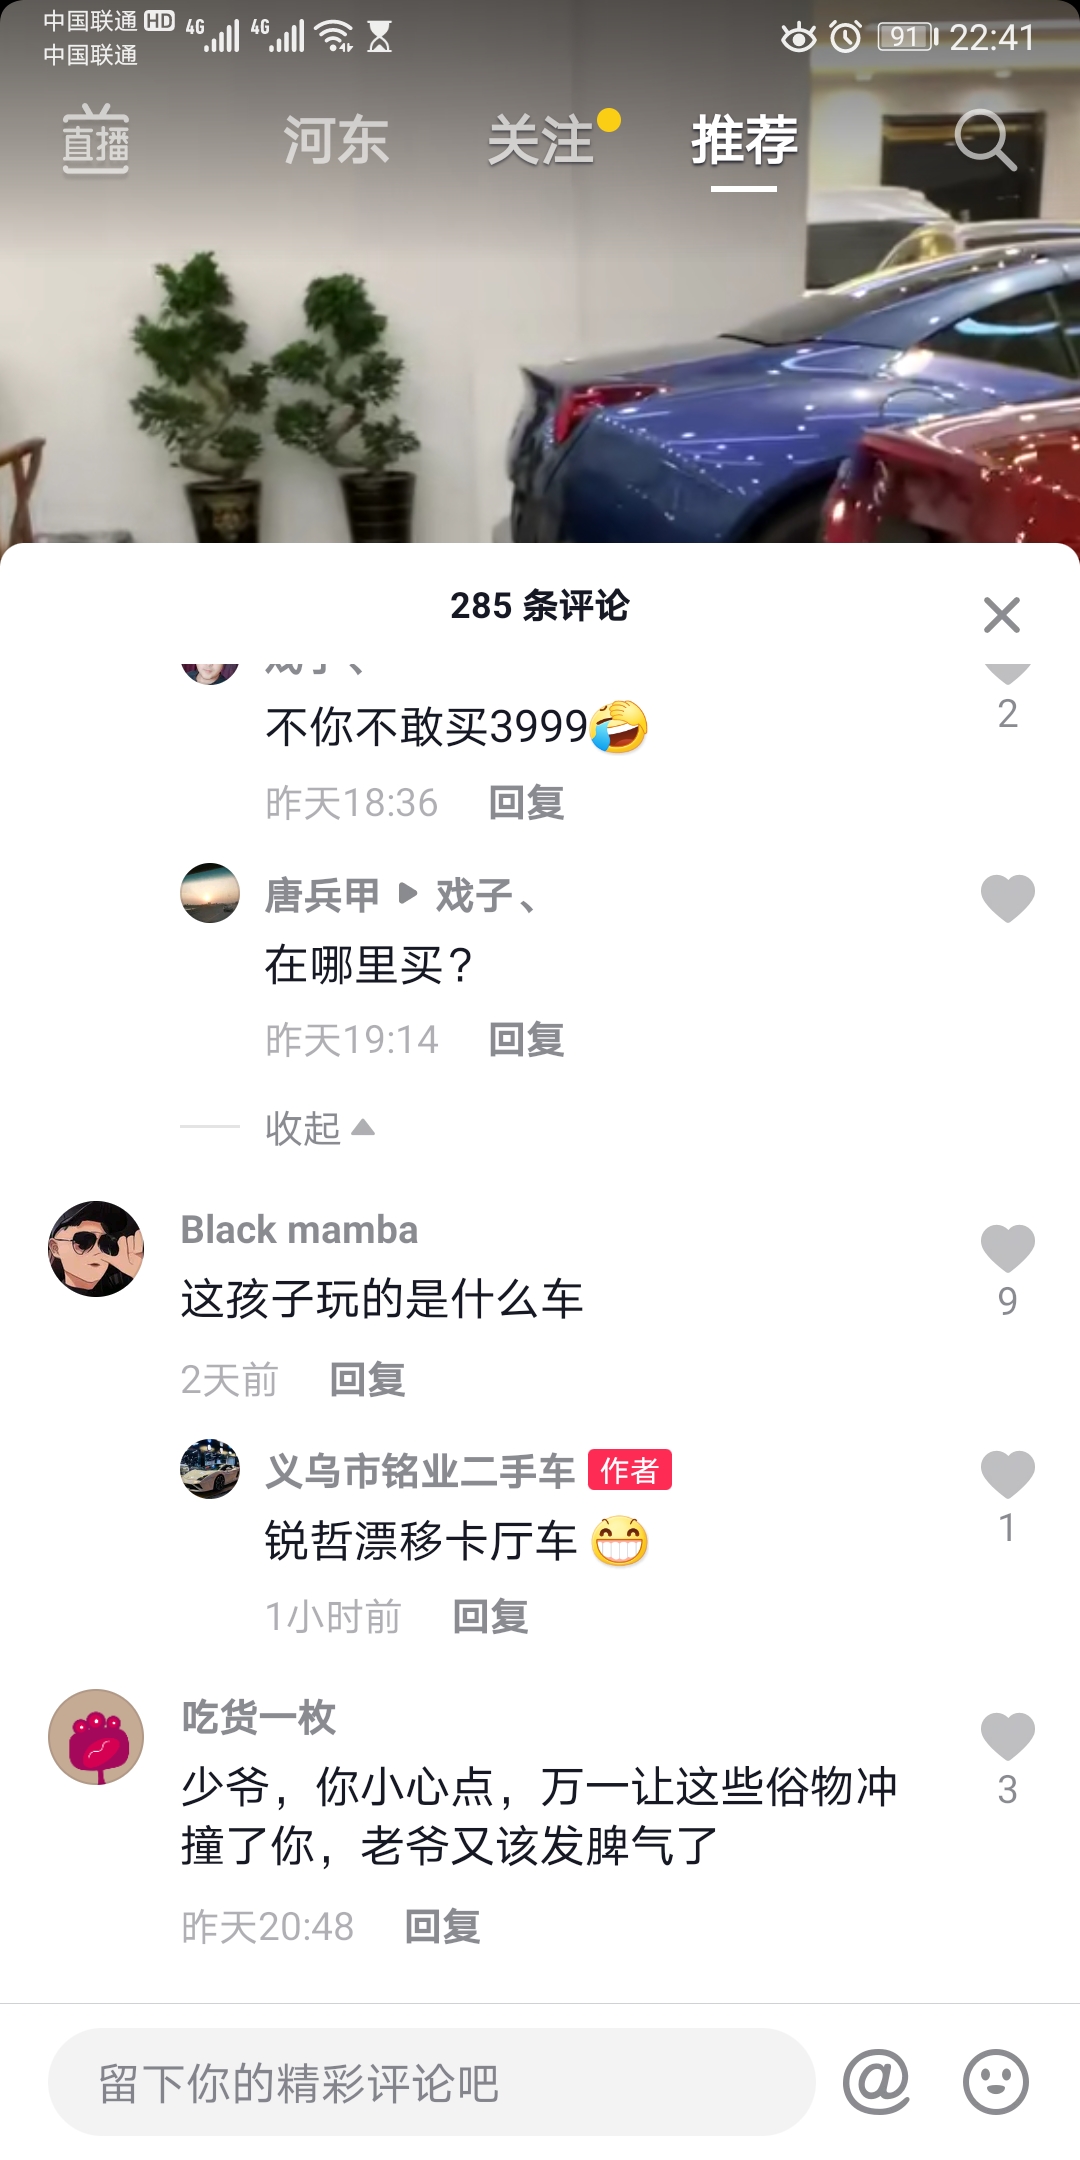 中国联通 HD 4G 4G 91 22:41
中国联通
直播 河东 关注 推荐
285 条评论
戏子、
不你不敢买3999
2
昨天18:36 回复
唐兵甲 戏子、
在哪里买?
昨天19:14 回复
收起
Black mamba
这孩子玩的是什么车
9
2天前 回复
义乌市铭业二手车 作者
锐哲漂移卡厅车
1
1小时前 回复
吃货一枚
少爷，你小心点，万一让这些俗物冲
撞了你，老爷又该发脾气了
3
昨天20:48 回复
留下你的精彩评论吧 @